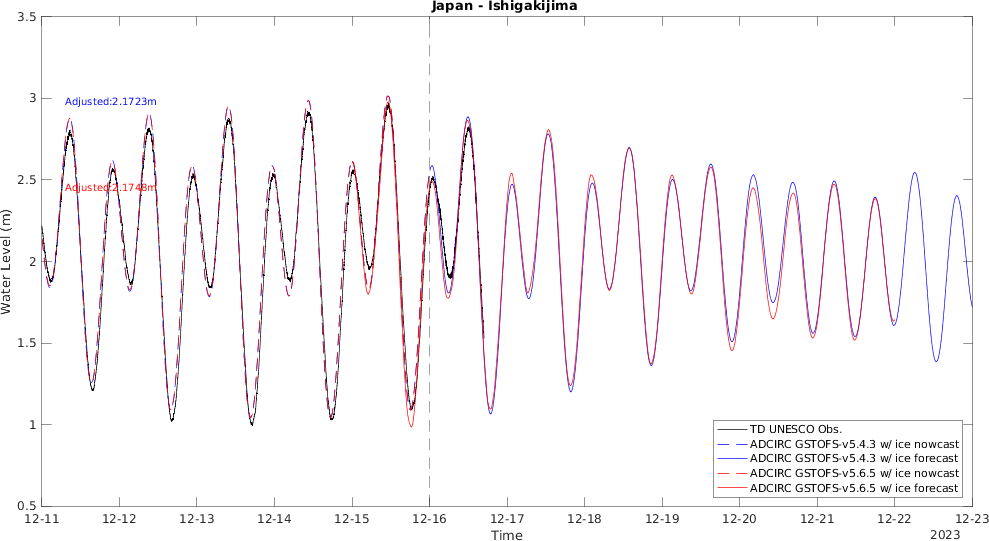 Japan - Ishigakijima
3.5
3
2.5
2
1.5
1
0.5
Water Level (m)
Adjusted:2.1723m
Adjusted:2.1748m
TD UNESCO Obs.
ADCIRC GSTOFS-v5.4.3 w/ ice nowcast
ADCIRC GSTOFS-v5.4.3 w/ ice forecast
ADCIRC GSTOFS-v5.6.5 w/ ice nowcast
ADCIRC GSTOFS-v5.6.5 w/ ice forecast
12-11 12-12 12-13 12-14 12-15 12-16 12-17 12-18 12-19 12-20 12-21 12-22 12-23
Time
2023